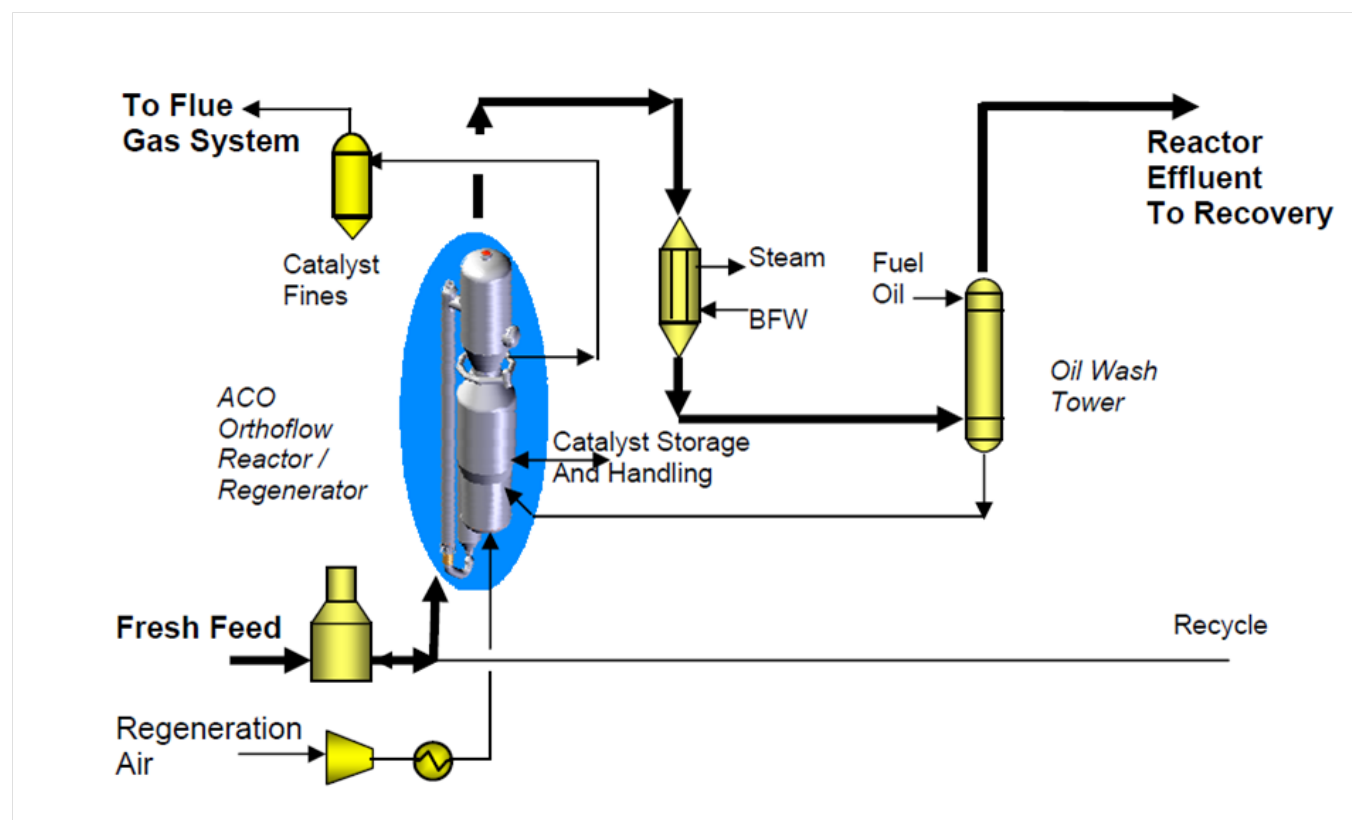 To Flue
Gas System
Catalyst
Fines
Steam
BFW
Fuel
Oil
Reactor
Effluent
To Recovery
Oil Wash
Tower
ACO
Orthoflow
Reactor /
Regenerator
Catalyst Storage
And Handling
Fresh Feed
Recycle
Regeneration
Air